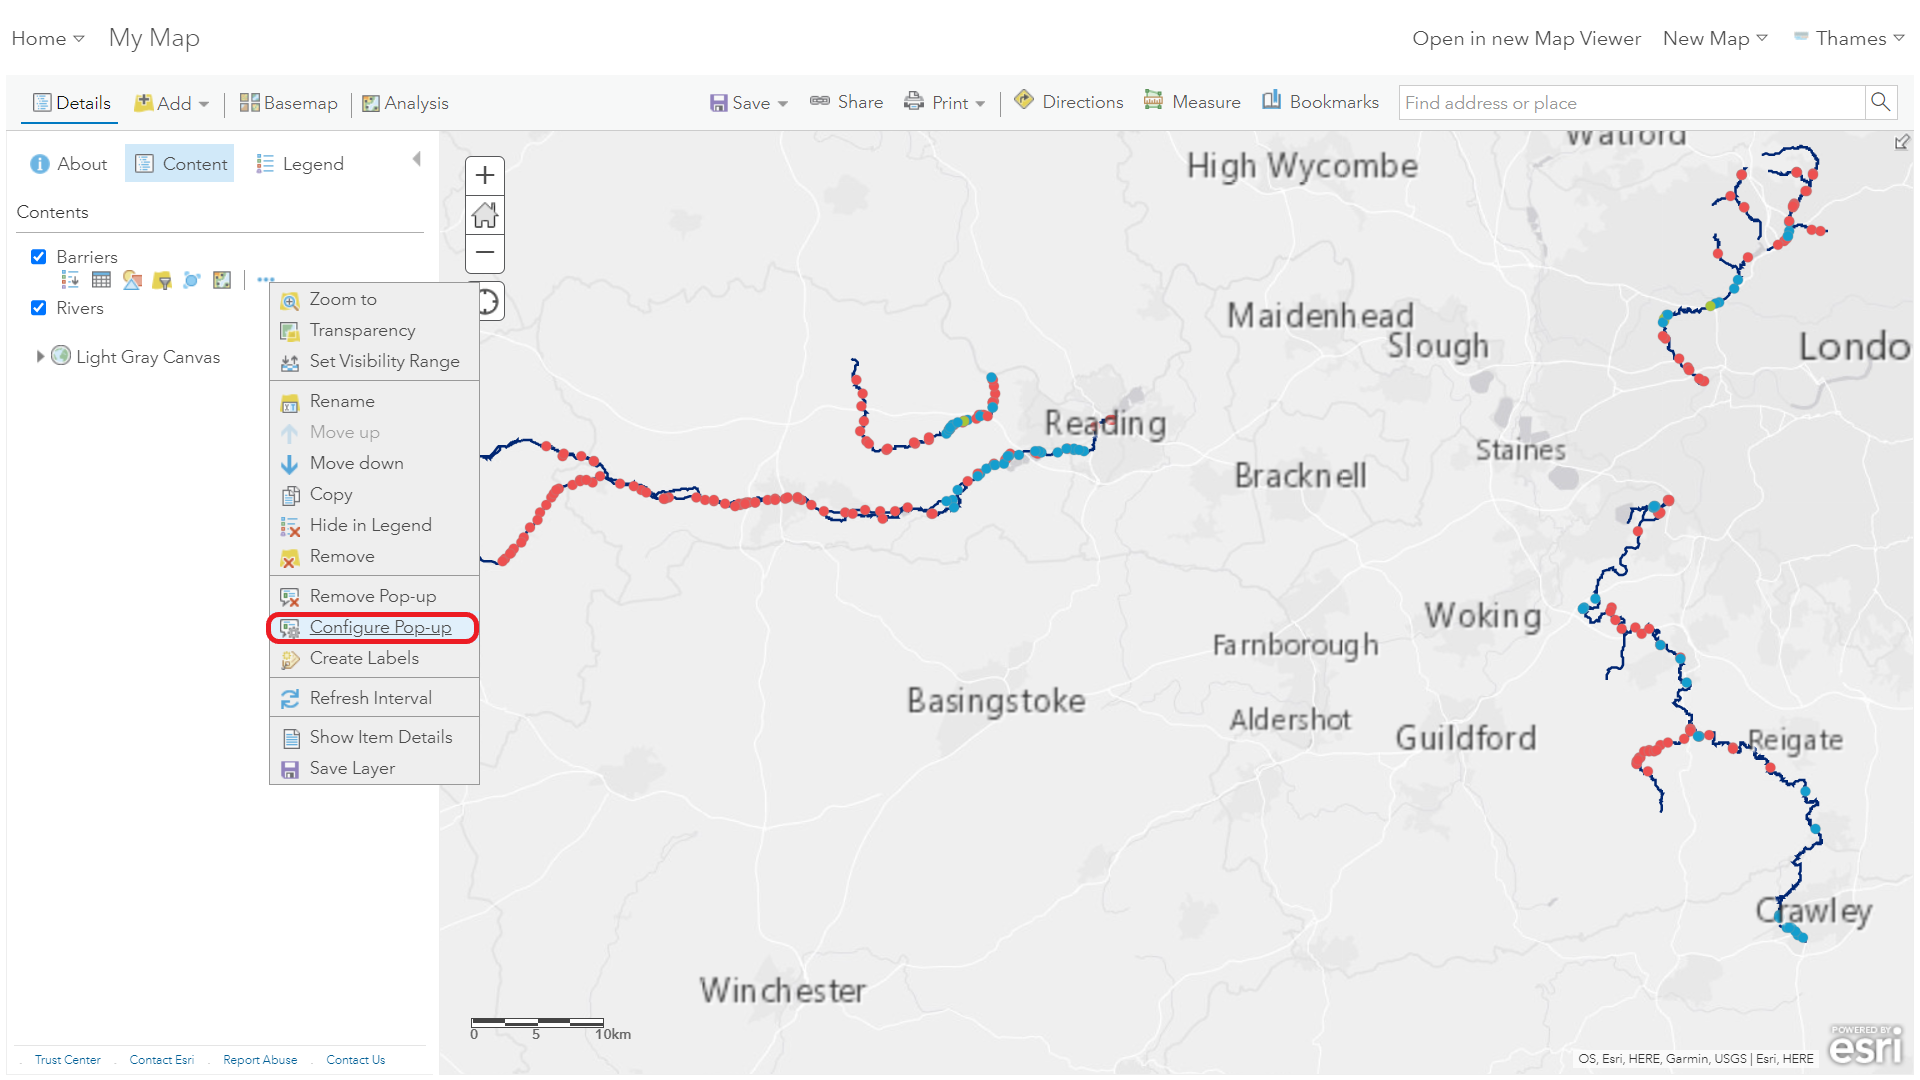 Home My Map Open in new Map Viewer New Map Thames
Details Add Basemap Analysis Save Share Print Directions Measure Bookmarks Find address or place
About Content Legend
Contents
Barriers
Rivers
Light Gray Canvas
Zoom to
Transparency
Set Visibility Range
Rename
Move up
Move down
Copy
Hide in Legend
Remove
Remove Pop-up
Configure Pop-up
Create Labels
Refresh Interval
Show Item Details
Save Layer
Watford
High Wycombe
Maidenhead
Slough
Londo
Reading
Staines
Bracknell
Woking
Farnborough
Basingstoke
Aldershot
Guildford
Reigate
Crawley
Winchester
0 5 10km
Trust Center Contact Esri Report Abuse Contact Us
OS, Esri, HERE, Garmin, USGS | Esri, HERE
POWERED BY
esri